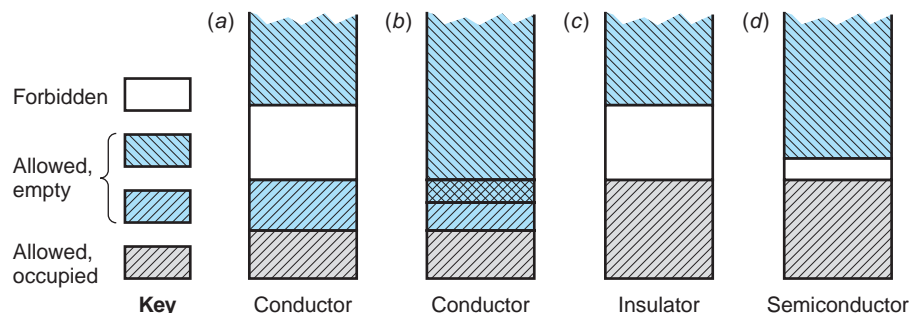 (a) (b) (c) (d)
Forbidden
Allowed,
empty
Allowed,
occupied
Key Conductor Conductor Insulator Semiconductor